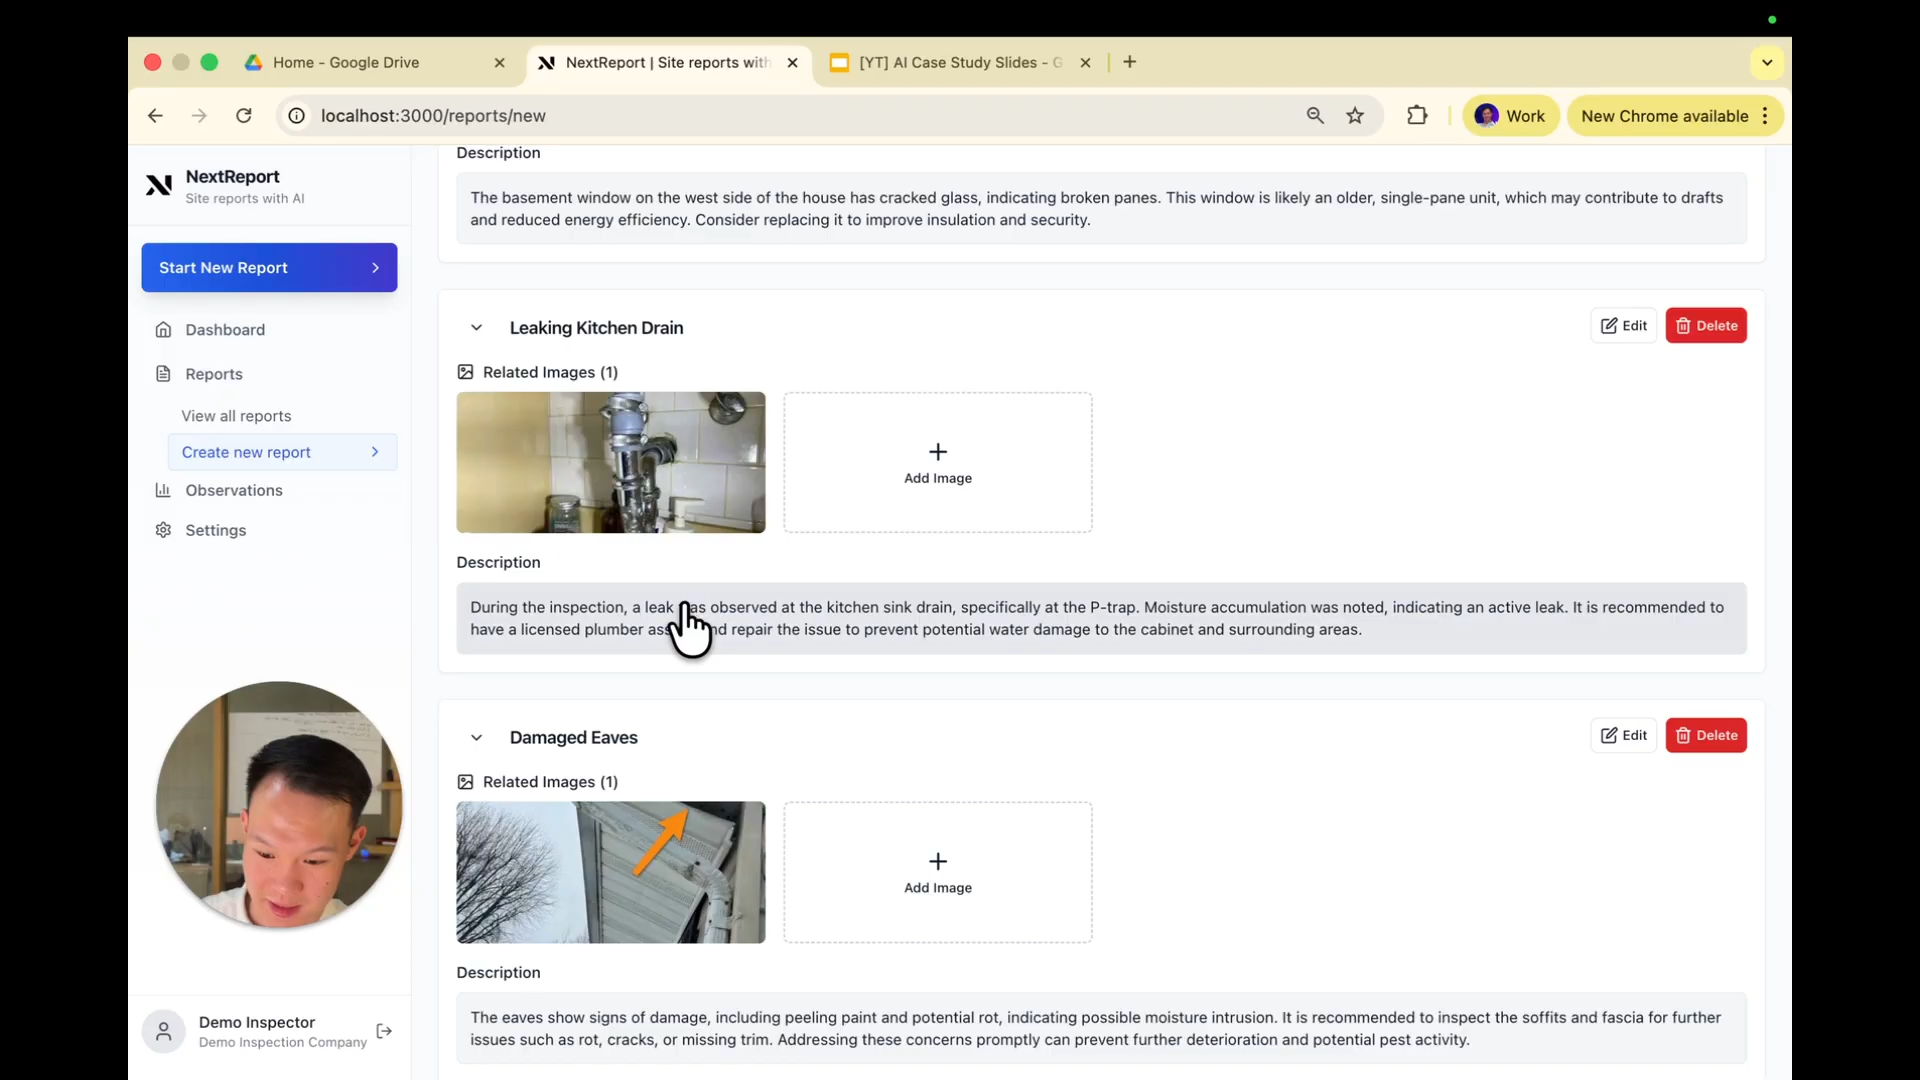 Home - Google Drive
NextReport | Site reports with
[YT] AI Case Study Slides - G
localhost:3000/reports/new
Work
New Chrome available
NextReport
Site reports with AI
Start New Report
Dashboard
Reports
View all reports
Create new report
Observations
Settings
Demo Inspector
Demo Inspection Company
Description
The basement window on the west side of the house has cracked glass, indicating broken panes. This window is likely an older, single-pane unit, which may contribute to drafts
and reduced energy efficiency. Consider replacing it to improve insulation and security.
Leaking Kitchen Drain
Edit
Delete
Related Images (1)
Add Image
Description
During the inspection, a leak was observed at the kitchen sink drain, specifically at the P-trap. Moisture accumulation was noted, indicating an active leak. It is recommended to
have a licensed plumber and repair the issue to prevent potential water damage to the cabinet and surrounding areas.
Damaged Eaves
Edit
Delete
Related Images (1)
Add Image
Description
The eaves show signs of damage, including peeling paint and potential rot, indicating possible moisture intrusion. It is recommended to inspect the soffits and fascia for further
issues such as rot, cracks, or missing trim. Addressing these concerns promptly can prevent further deterioration and potential pest activity.